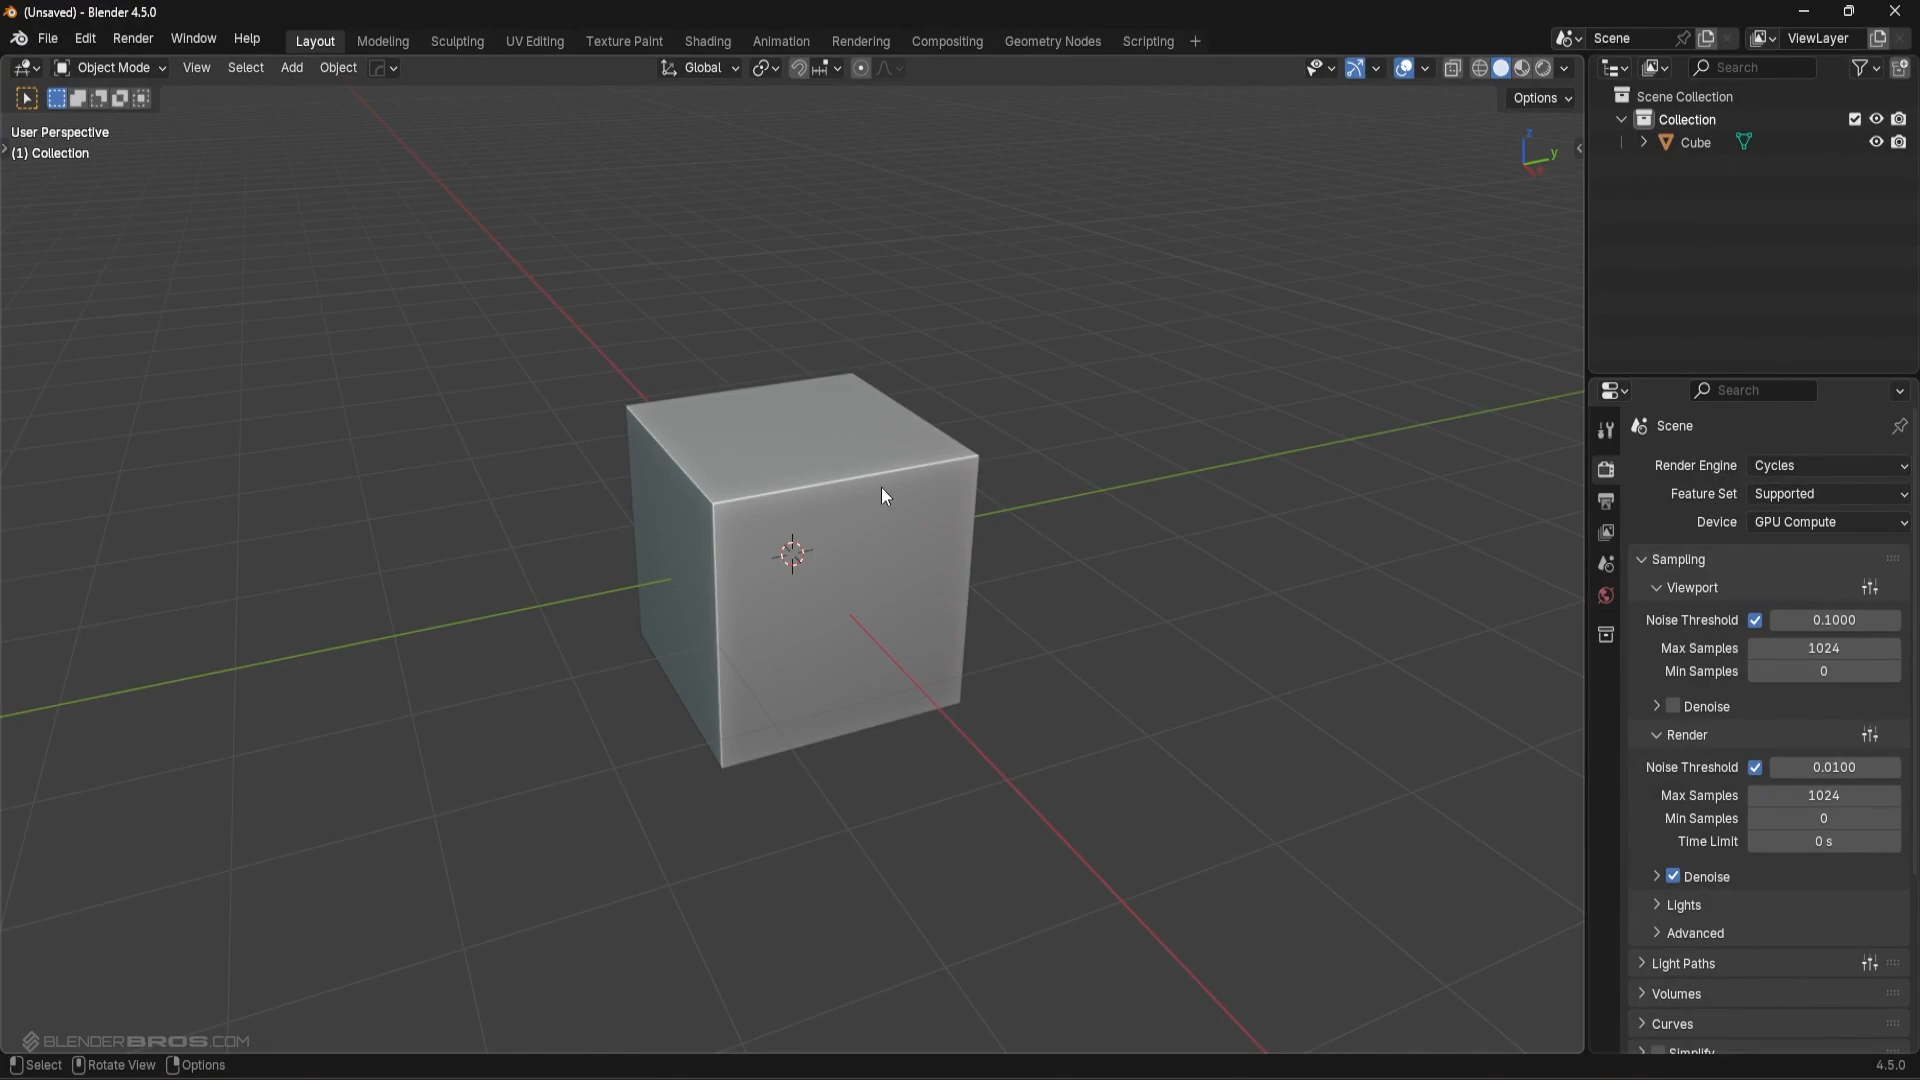 (Unsaved) - Blender 4.5.0
File Edit Render Window Help Layout Modeling Sculpting UV Editing Texture Paint Shading Animation Rendering Compositing Geometry Nodes Scripting + Scene ViewLayer
Object Mode View Select Add Object Global Search
Options
User Perspective
(1) Collection
z
y
x
Scene Collection
Collection
Cube
Search
Scene
Render Engine Cycles
Feature Set Supported
Device GPU Compute
Sampling
Viewport
Noise Threshold 0.1000
Max Samples 1024
Min Samples 0
Denoise
Render
Noise Threshold 0.0100
Max Samples 1024
Min Samples 0
Time Limit 0 s
Denoise
Lights
Advanced
Light Paths
Volumes
Curves
Simplify
BLENDERBROS.COM
Select Rotate View Options 4.5.0